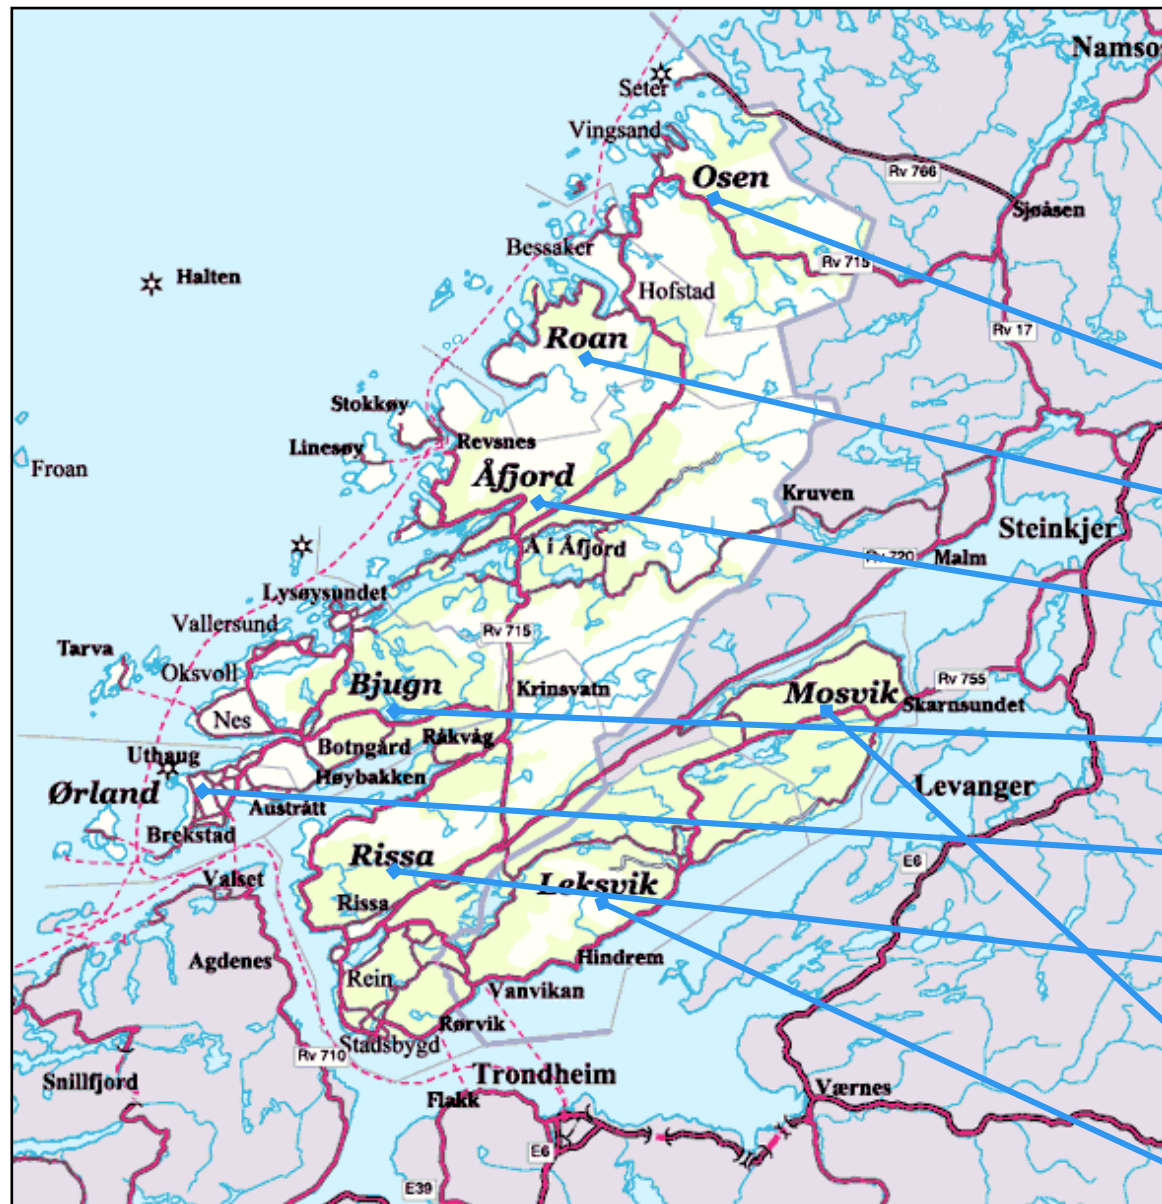 Namso
Seter
Vingsand
Osen
Rv 766
Sjøåsen
Bessaker
Rv 715
Halten
Hofstad
Rv 17
Roan
Stokkøy
Revsnes
Linesøy
Froan
Åfjord
Kruven
Steinkjer
Å i Åfjord
Rv 720
Malm
Lysøysundet
Vallersund
Rv 715
Tarva
Oksvoll
Bjugn
Krinsvatn
Mosvik
Rv 755
Skarnsundet
Nes
Botngård
Råkvåg
Uthaug
Høybakken
Levanger
Ørland
Austrått
Brekstad
Rissa
E6
Valset
Leksvik
Rissa
Agdenes
Hindrem
Rein
Vanvikan
Rørvik
Stadsbygd
Rv 710
Trondheim
Snillfjord
Flakk
Værnes
E6
E39